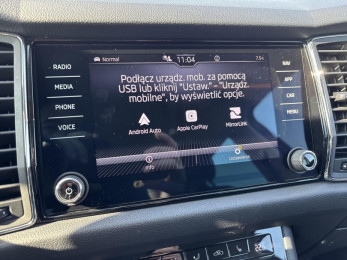 Normal 11:04
RADIO
MEDIA
PHONE
VOICE
Podłącz urządz. mob. za pomocą
USB lub kliknij "Ustaw." - "Urządz.
mobilne", by wyświetlić opcje.
Android Auto Apple CarPlay MirrorLink
Info
NAV
APP
CAR
MENU